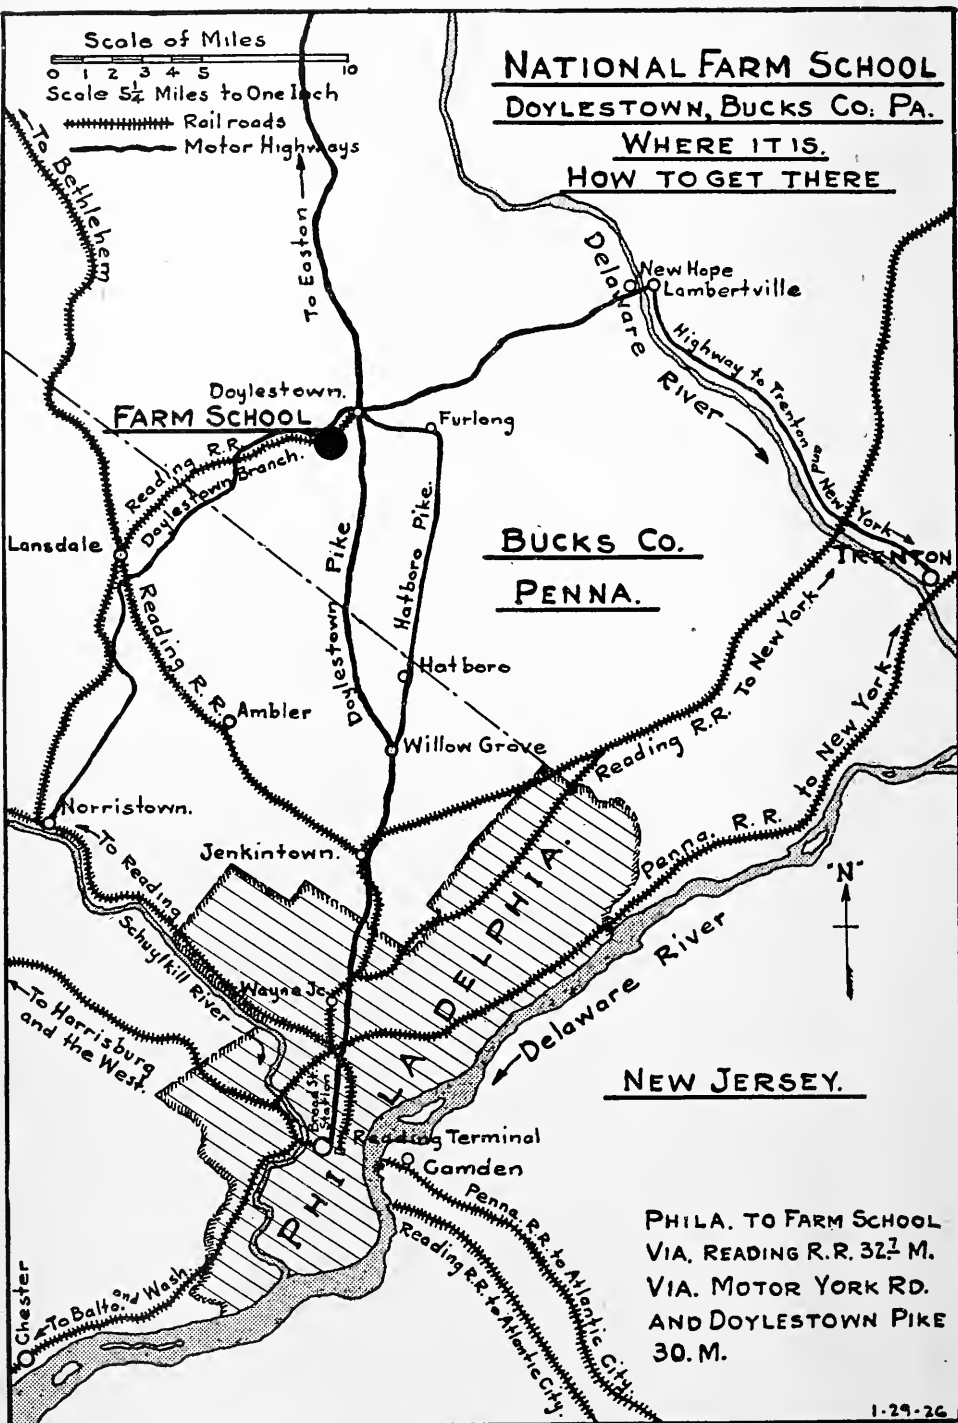 Scale of Miles
0 1 2 3 4 5 10
Scale 5¼ Miles to One Inch
Railroads
Motor Highways
NATIONAL FARM SCHOOL
DOYLESTOWN, BUCKS CO: PA.
WHERE IT IS.
HOW TO GET THERE
To Bethlehem
To Easton
Delaware River
New Hope
Lambertville
Highway to Trenton and New York
Doylestown.
FARM SCHOOL
Furlong
Reading R.R.
Doylestown Branch.
Lansdale
Doylestown Pike
Hatboro Pike.
BUCKS CO.
PENNA.
TRENTON
Reading R.R.
Hatboro
Ambler
Willow Grove
Reading R.R. To New York
Norristown.
Jenkintown.
Penna. R.R. to New York
To Reading
Schuylkill River
"N"
Wayne Jc.
PHILADELPHIA.
Delaware River
To Harrisburg
and the West.
Broad St.
Station
NEW JERSEY.
Reading Terminal
Camden
Penna. R.R. to Atlantic City.
Reading R.R. to Atlantic City.
Chester
To Balto. and Wash.
PHILA. TO FARM SCHOOL
VIA. READING R.R. 32.7 M.
VIA. MOTOR YORK RD.
AND DOYLESTOWN PIKE
30. M.
1-29-26